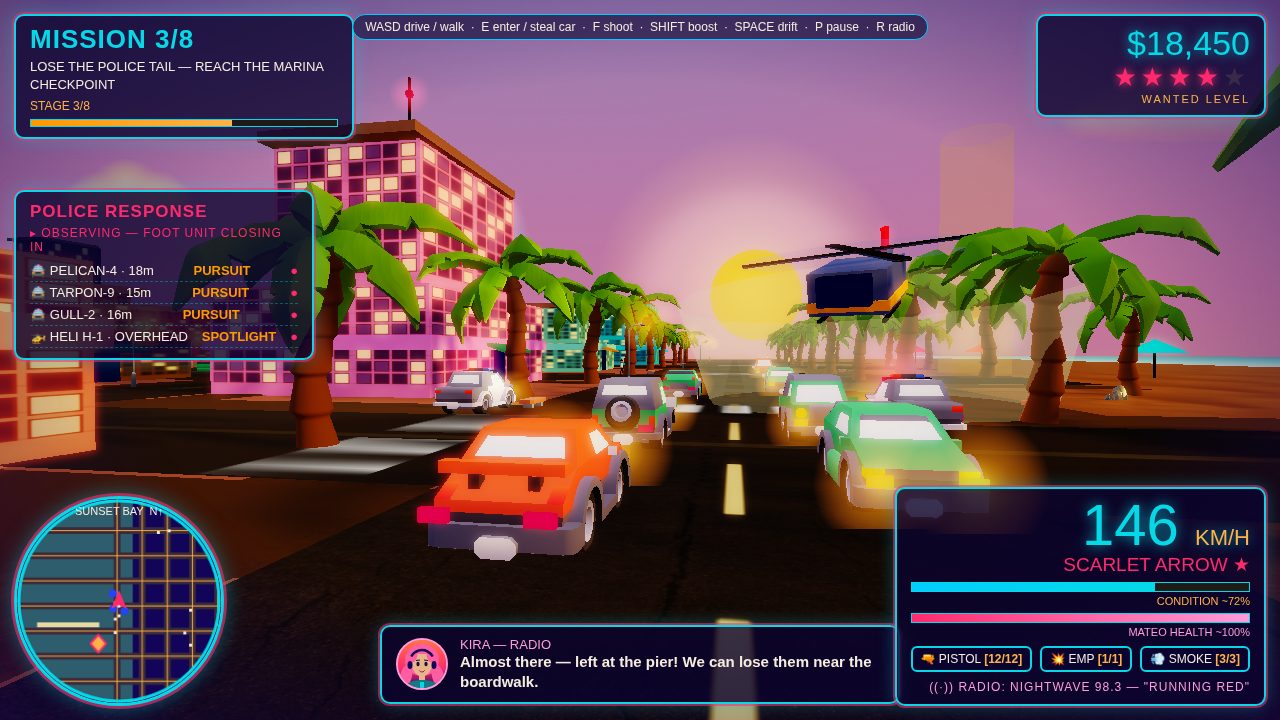 MISSION 3/8
LOSE THE POLICE TAIL — REACH THE MARINA
CHECKPOINT
STAGE 3/8
WASD drive / walk · E enter / steal car · F shoot · SHIFT boost · SPACE drift · P pause · R radio
$18,450
★★★★★
WANTED LEVEL
POLICE RESPONSE
▸ OBSERVING — FOOT UNIT CLOSING
IN
PELICAN-4 · 18m PURSUIT
TARPON-9 · 15m PURSUIT
GULL-2 · 16m PURSUIT
HELI H-1 · OVERHEAD SPOTLIGHT
SUNSET BAY N↑
KIRA — RADIO
Almost there — left at the pier! We can lose them near the
boardwalk.
146 KM/H
SCARLET ARROW ★
CONDITION ~72%
MATEO HEALTH ~100%
PISTOL [12/12] EMP [1/1] SMOKE [3/3]
((·)) RADIO: NIGHTWAVE 98.3 — "RUNNING RED"